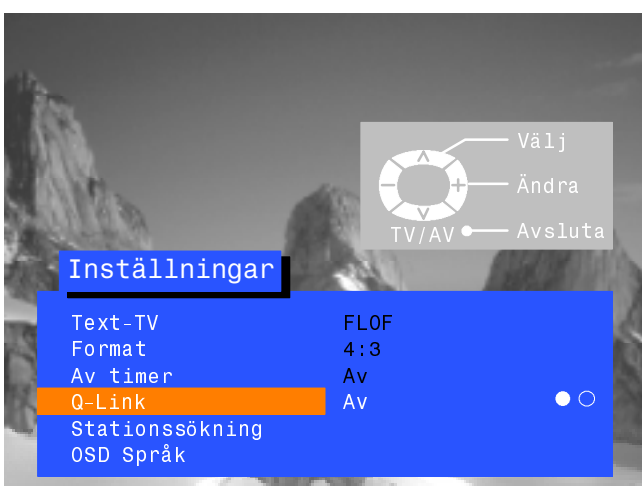 Välj
Ändra
TV/AV Avsluta
Inställningar
Text-TV FLOF
Format 4:3
Av timer Av
Q-Link Av
Stationssökning
OSD Språk